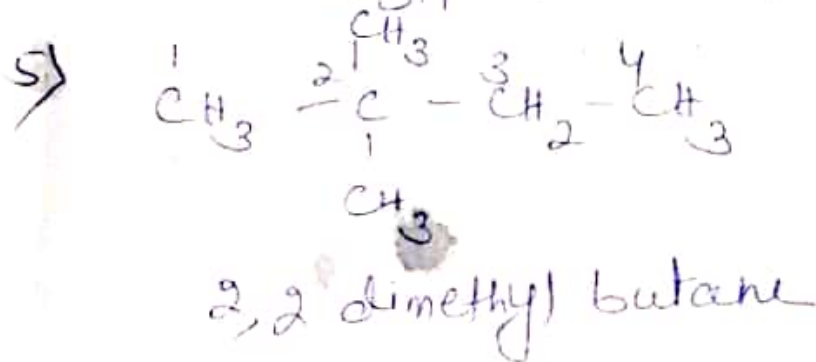 CH3
5) 1 2 3 4
CH3 - C - CH2 - CH3
CH3
2,2 dimethyl butane